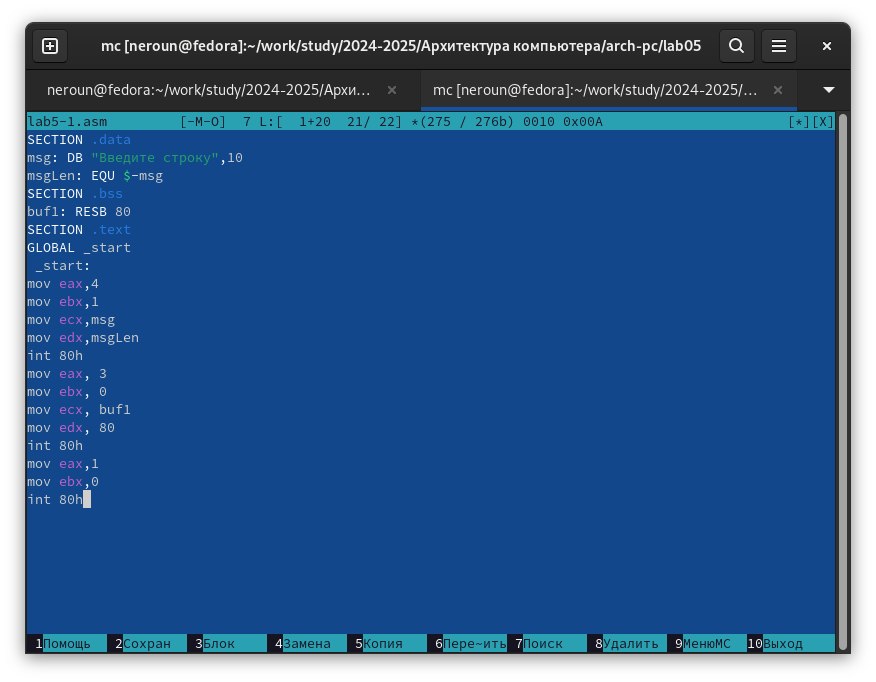 mc [neroun@fedora]:~/work/study/2024-2025/Архитектура компьютера/arch-pc/lab05
neroun@fedora:~/work/study/2024-2025/Архи... mc [neroun@fedora]:~/work/study/2024-2025/...
lab5-1.asm [-M-O] 7 L:[ 1+20 21/ 22] *(275 / 276b) 0010 0x00A [*][X]
SECTION .data
msg: DB "Введите строку",10
msgLen: EQU $-msg
SECTION .bss
buf1: RESB 80
SECTION .text
GLOBAL _start
_start:
mov eax,4
mov ebx,1
mov ecx,msg
mov edx,msgLen
int 80h
mov eax, 3
mov ebx, 0
mov ecx, buf1
mov edx, 80
int 80h
mov eax,1
mov ebx,0
int 80h
1Помощь 2Сохран 3Блок 4Замена 5Копия 6Пере~ить 7Поиск 8Удалить 9МенюMC 10Выход